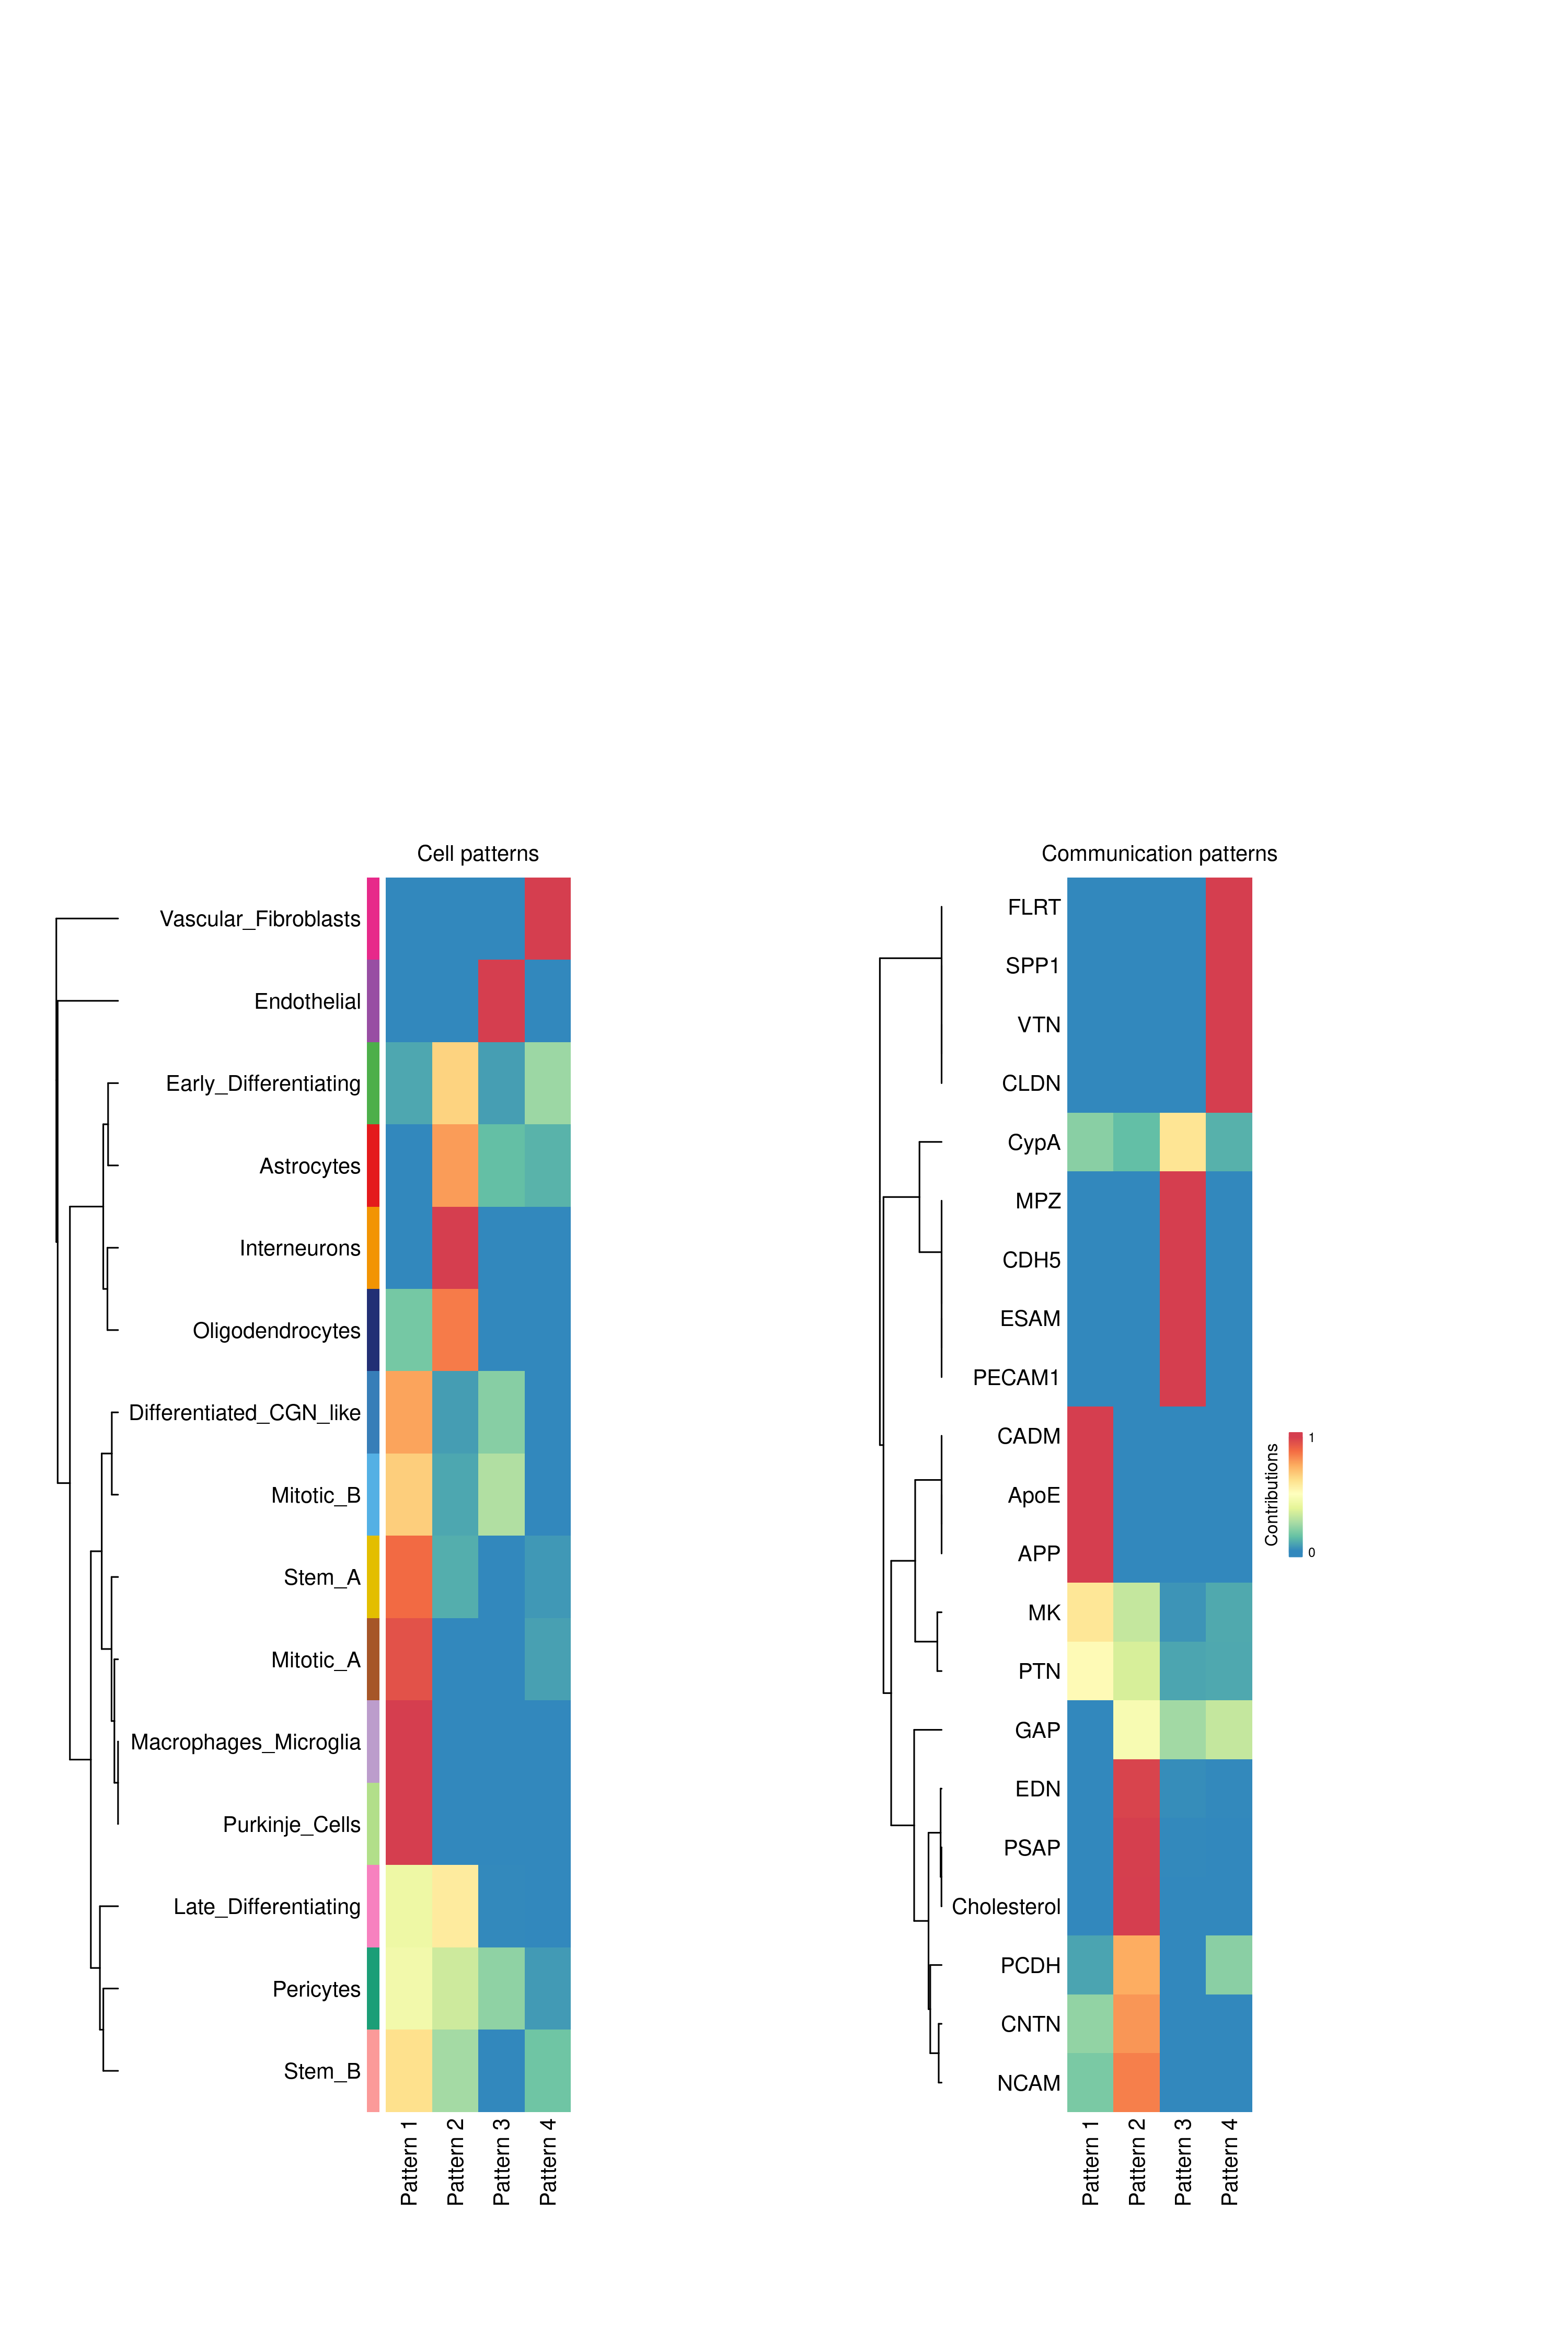 Cell patterns
Vascular_Fibroblasts
Endothelial
Early_Differentiating
Astrocytes
Interneurons
Oligodendrocytes
Differentiated_CGN_like
Mitotic_B
Stem_A
Mitotic_A
Macrophages_Microglia
Purkinje_Cells
Late_Differentiating
Pericytes
Stem_B
Pattern 1
Pattern 2
Pattern 3
Pattern 4
Communication patterns
FLRT
SPP1
VTN
CLDN
CypA
MPZ
CDH5
ESAM
PECAM1
CADM
ApoE
APP
MK
PTN
GAP
EDN
PSAP
Cholesterol
PCDH
CNTN
NCAM
Pattern 1
Pattern 2
Pattern 3
Pattern 4
Contributions
1
0